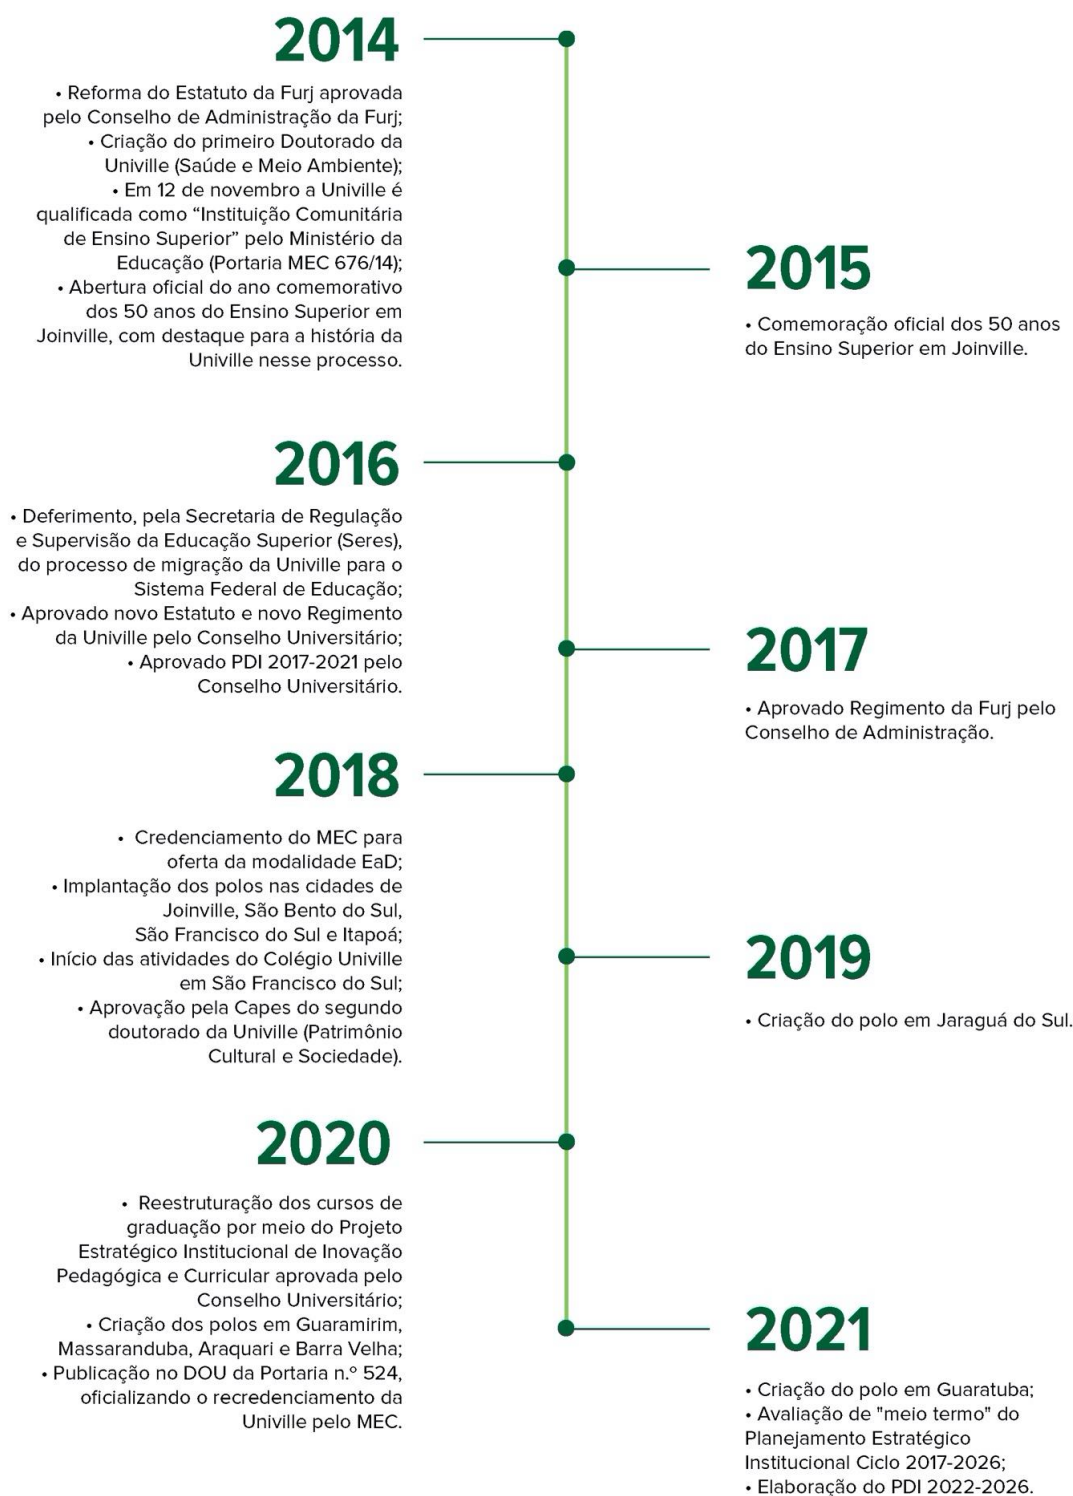 2014
• Reforma do Estatuto da Furj aprovada
pelo Conselho de Administração da Furj;
• Criação do primeiro Doutorado da
Univille (Saúde e Meio Ambiente);
• Em 12 de novembro a Univille é
qualificada como “Instituição Comunitária
de Ensino Superior” pelo Ministério da
Educação (Portaria MEC 676/14);
• Abertura oficial do ano comemorativo
dos 50 anos do Ensino Superior em
Joinville, com destaque para a história da
Univille nesse processo.
2015
• Comemoração oficial dos 50 anos
do Ensino Superior em Joinville.
2016
• Deferimento, pela Secretaria de Regulação
e Supervisão da Educação Superior (Seres),
do processo de migração da Univille para o
Sistema Federal de Educação;
• Aprovado novo Estatuto e novo Regimento
da Univille pelo Conselho Universitário;
• Aprovado PDI 2017-2021 pelo
Conselho Universitário.
2017
• Aprovado Regimento da Furj pelo
Conselho de Administração.
2018
• Credenciamento do MEC para
oferta da modalidade EaD;
• Implantação dos polos nas cidades de
Joinville, São Bento do Sul,
São Francisco do Sul e Itapoá;
• Início das atividades do Colégio Univille
em São Francisco do Sul;
• Aprovação pela Capes do segundo
doutorado da Univille (Patrimônio
Cultural e Sociedade).
2019
• Criação do polo em Jaraguá do Sul.
2020
• Reestruturação dos cursos de
graduação por meio do Projeto
Estratégico Institucional de Inovação
Pedagógica e Curricular aprovada pelo
Conselho Universitário;
• Criação dos polos em Guaramirim,
Massaranduba, Araquari e Barra Velha;
• Publicação no DOU da Portaria n.º 524,
oficializando o recredenciamento da
Univille pelo MEC.
2021
• Criação do polo em Guaratuba;
• Avaliação de "meio termo" do
Planejamento Estratégico
Institucional Ciclo 2017-2026;
• Elaboração do PDI 2022-2026.